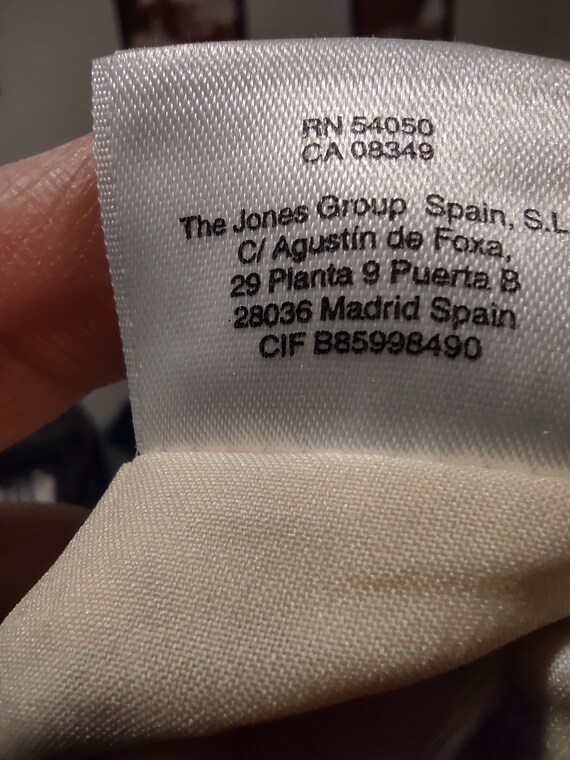 RN 54050
CA 08349
The Jones Group Spain, S.L
C/ Agustín de Foxa,
29 Planta 9 Puerta B
28036 Madrid Spain
CIF B85998490